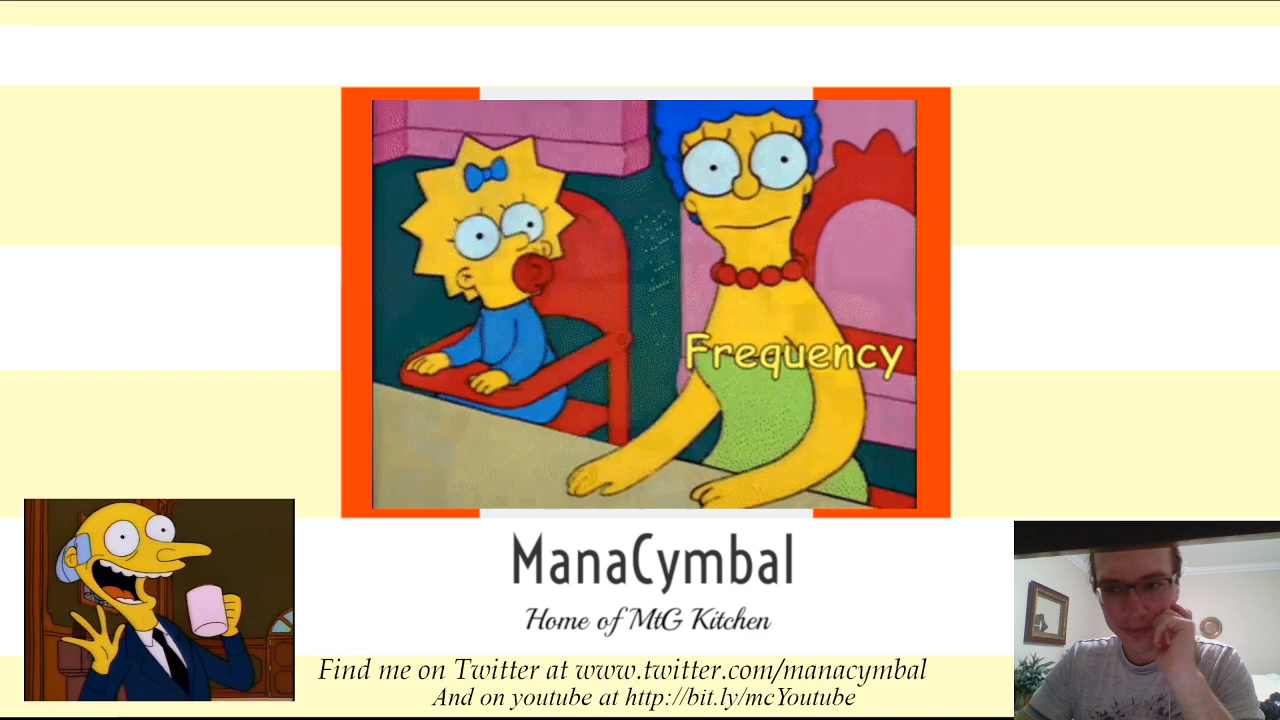 Frequency
ManaCymbal
Home of MtG Kitchen
Find me on Twitter at www.twitter.com/manacymbal
And on youtube at http://bit.ly/mcYoutube